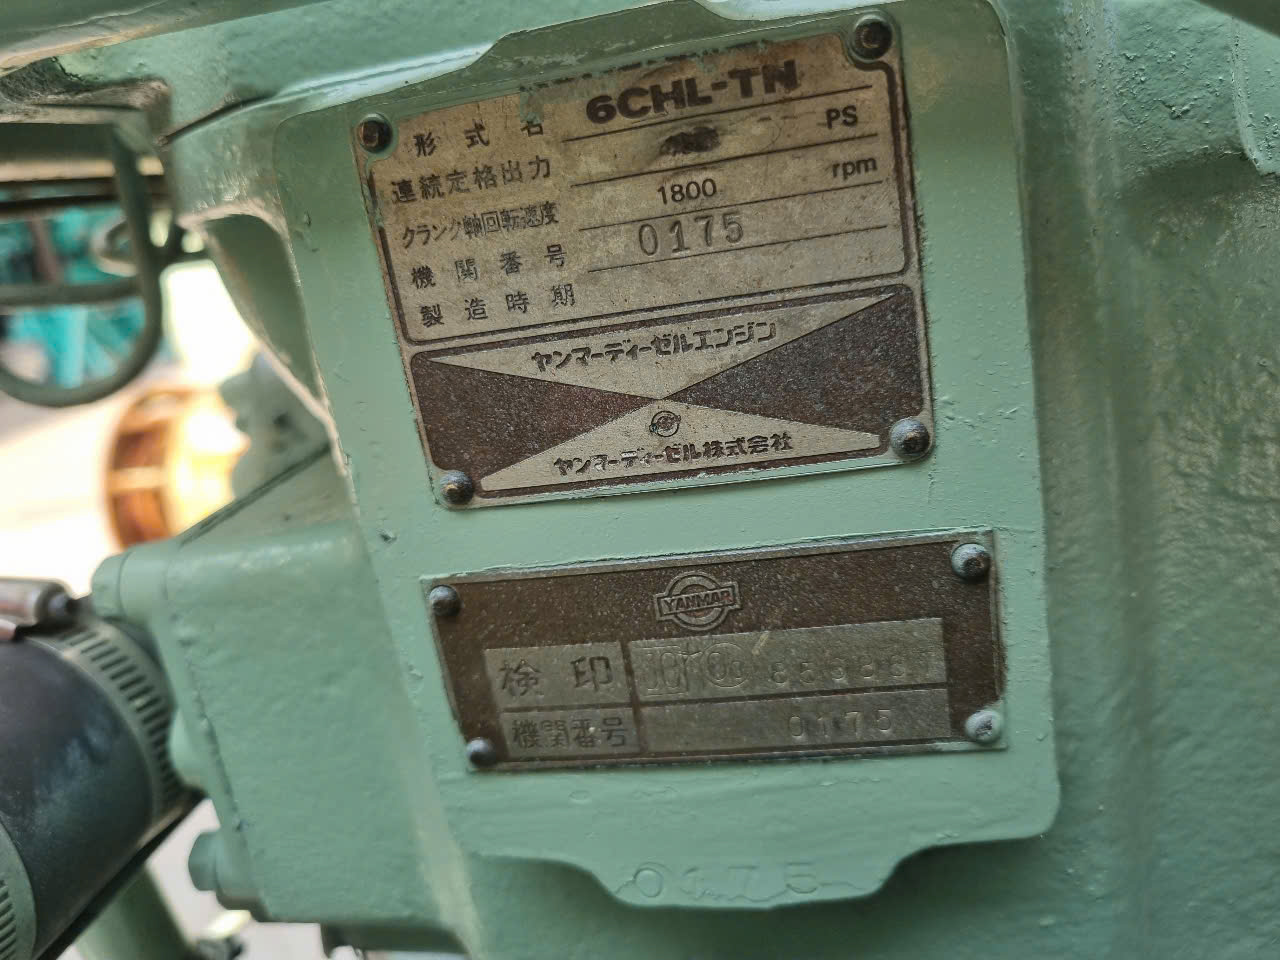 形式名 6CHL-TN
連続定格出力 PS
クランク軸回転速度 1800 rpm
機関番号 0175
製造時期
ヤンマーディーゼルエンジン
ヤンマーディーゼル株式会社
YANMAR
検印
機関番号 0175
0175